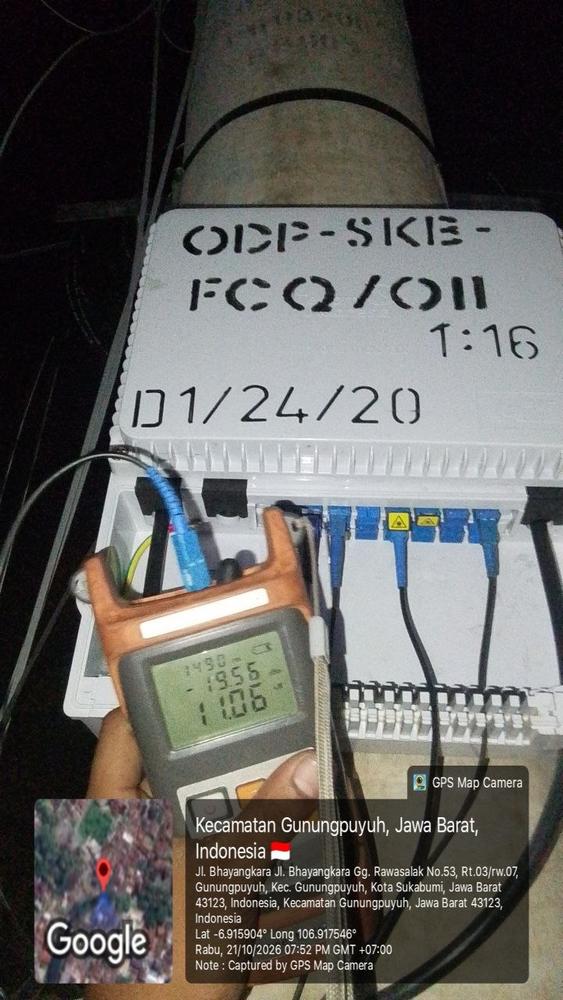 ODP-SKB-
FCQ/011
1:16
D1/24/20
1490
-19.56
11.06
GPS Map Camera
Kecamatan Gunungpuyuh, Jawa Barat,
Indonesia 🇮🇩
Jl. Bhayangkara Jl. Bhayangkara Gg. Rawasalak No.53, Rt.03/rw.07,
Gunungpuyuh, Kec. Gunungpuyuh, Kota Sukabumi, Jawa Barat
43123, Indonesia, Kecamatan Gunungpuyuh, Jawa Barat 43123,
Indonesia
Lat -6.915904° Long 106.917546°
Rabu, 21/10/2026 07:52 PM GMT +07:00
Note : Captured by GPS Map Camera
Google